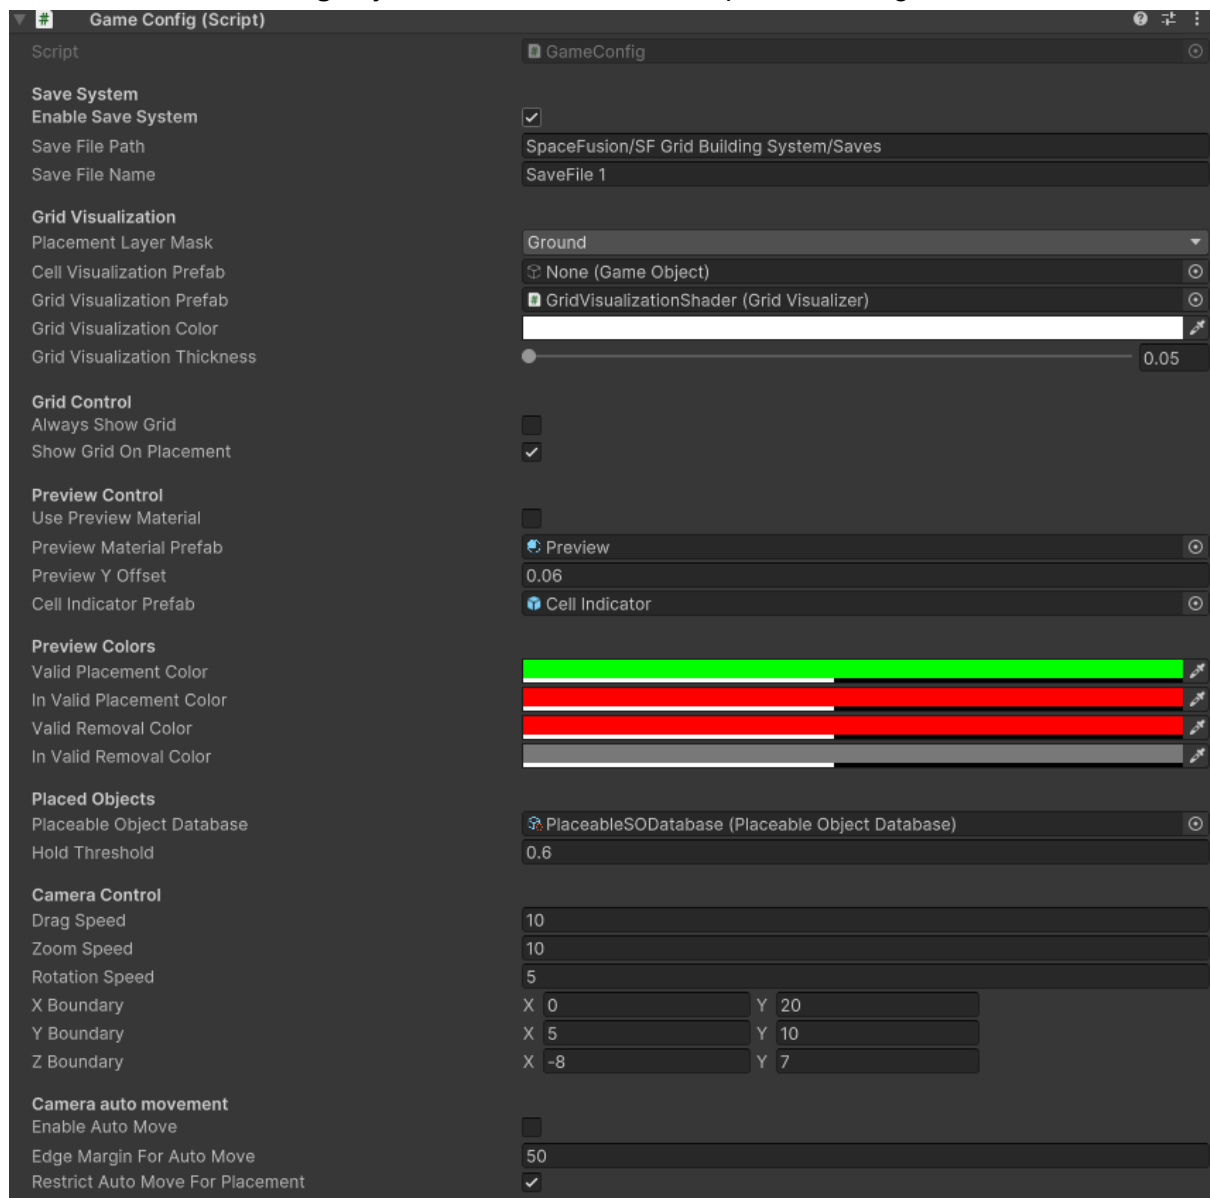 Game Config (Script)
Script GameConfig
Save System
Enable Save System
Save File Path SpaceFusion/SF Grid Building System/Saves
Save File Name SaveFile 1
Grid Visualization
Placement Layer Mask Ground
Cell Visualization Prefab None (Game Object)
Grid Visualization Prefab GridVisualizationShader (Grid Visualizer)
Grid Visualization Color
Grid Visualization Thickness 0.05
Grid Control
Always Show Grid
Show Grid On Placement
Preview Control
Use Preview Material
Preview Material Prefab Preview
Preview Y Offset 0.06
Cell Indicator Prefab Cell Indicator
Preview Colors
Valid Placement Color
In Valid Placement Color
Valid Removal Color
In Valid Removal Color
Placed Objects
Placeable Object Database PlaceableSODatabase (Placeable Object Database)
Hold Threshold 0.6
Camera Control
Drag Speed 10
Zoom Speed 10
Rotation Speed 5
X Boundary X 0 Y 20
Y Boundary X 5 Y 10
Z Boundary X -8 Y 7
Camera auto movement
Enable Auto Move
Edge Margin For Auto Move 50
Restrict Auto Move For Placement